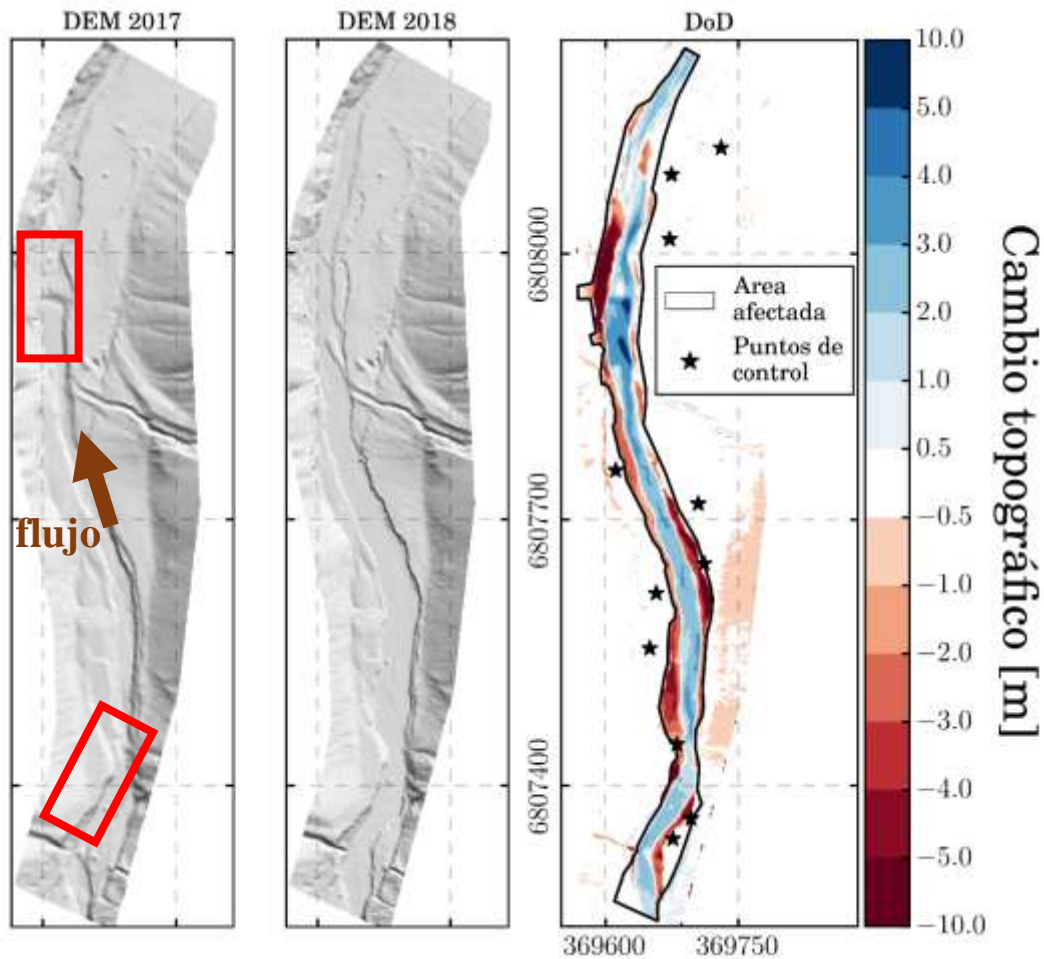 DEM 2017
DEM 2018
DoD
flujo
6808000
6807700
6807400
369600
369750
Area
afectada
Puntos de
control
10.0
5.0
4.0
3.0
2.0
1.0
0.5
−0.5
−1.0
−2.0
−3.0
−4.0
−5.0
−10.0
Cambio topográfico [m]